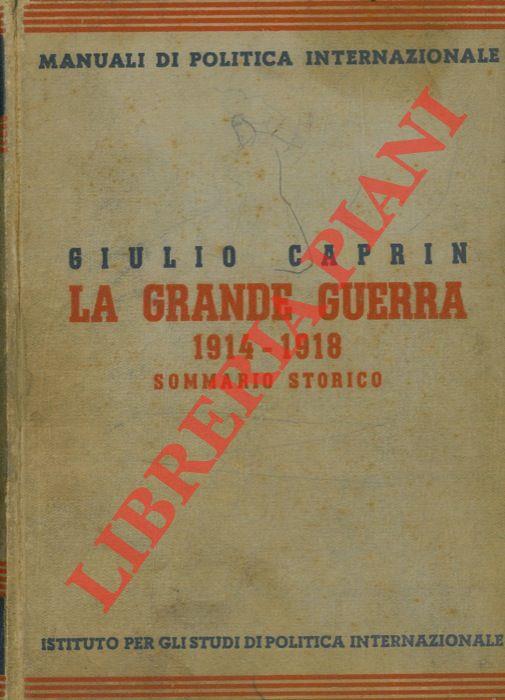 MANUALI DI POLITICA INTERNAZIONALE
GIULIO CAPRIN
LA GRANDE GUERRA
1914-1918
SOMMARIO STORICO
LIBRERIA PIANI
ISTITUTO PER GLI STUDI DI POLITICA INTERNAZIONALE